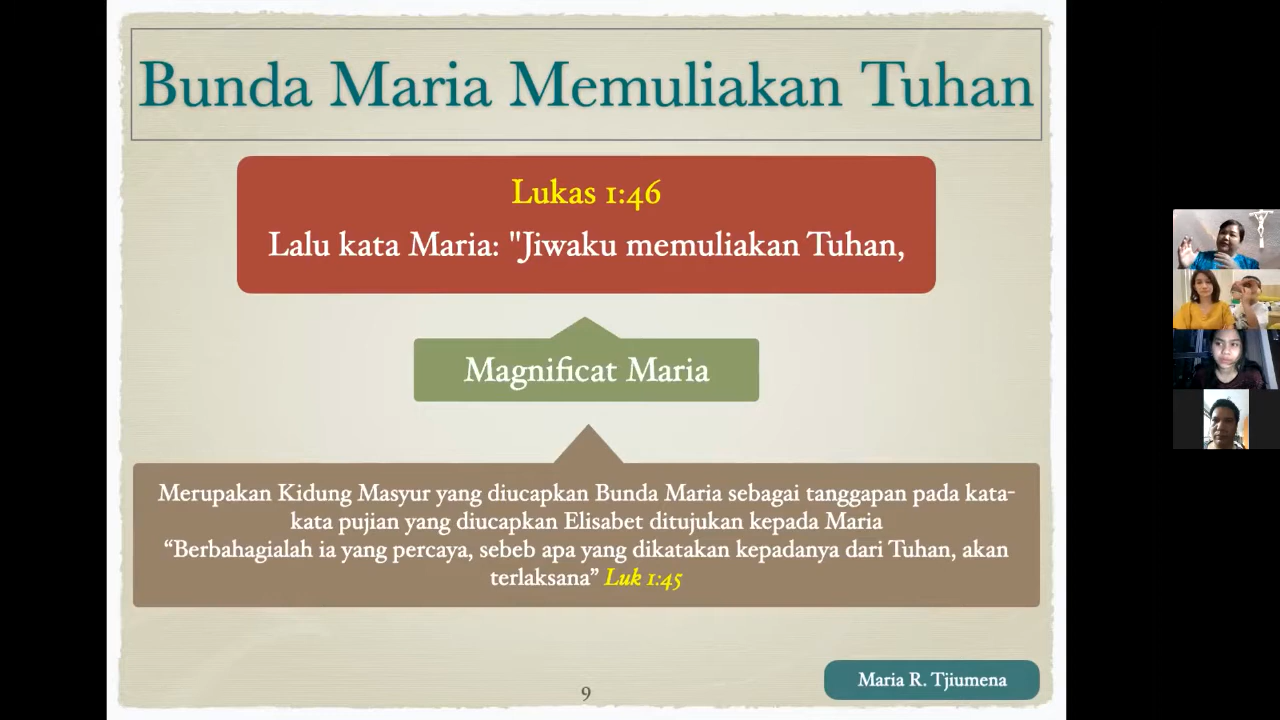 Bunda Maria Memuliakan Tuhan
Lukas 1:46
Lalu kata Maria: "Jiwaku memuliakan Tuhan,
Magnificat Maria
Merupakan Kidung Masyur yang diucapkan Bunda Maria sebagai tanggapan pada kata-
kata pujian yang diucapkan Elisabet ditujukan kepada Maria
“Berbahagialah ia yang percaya, sebeb apa yang dikatakan kepadanya dari Tuhan, akan
terlaksana” Luk 1:45
Maria R. Tjiumena
9